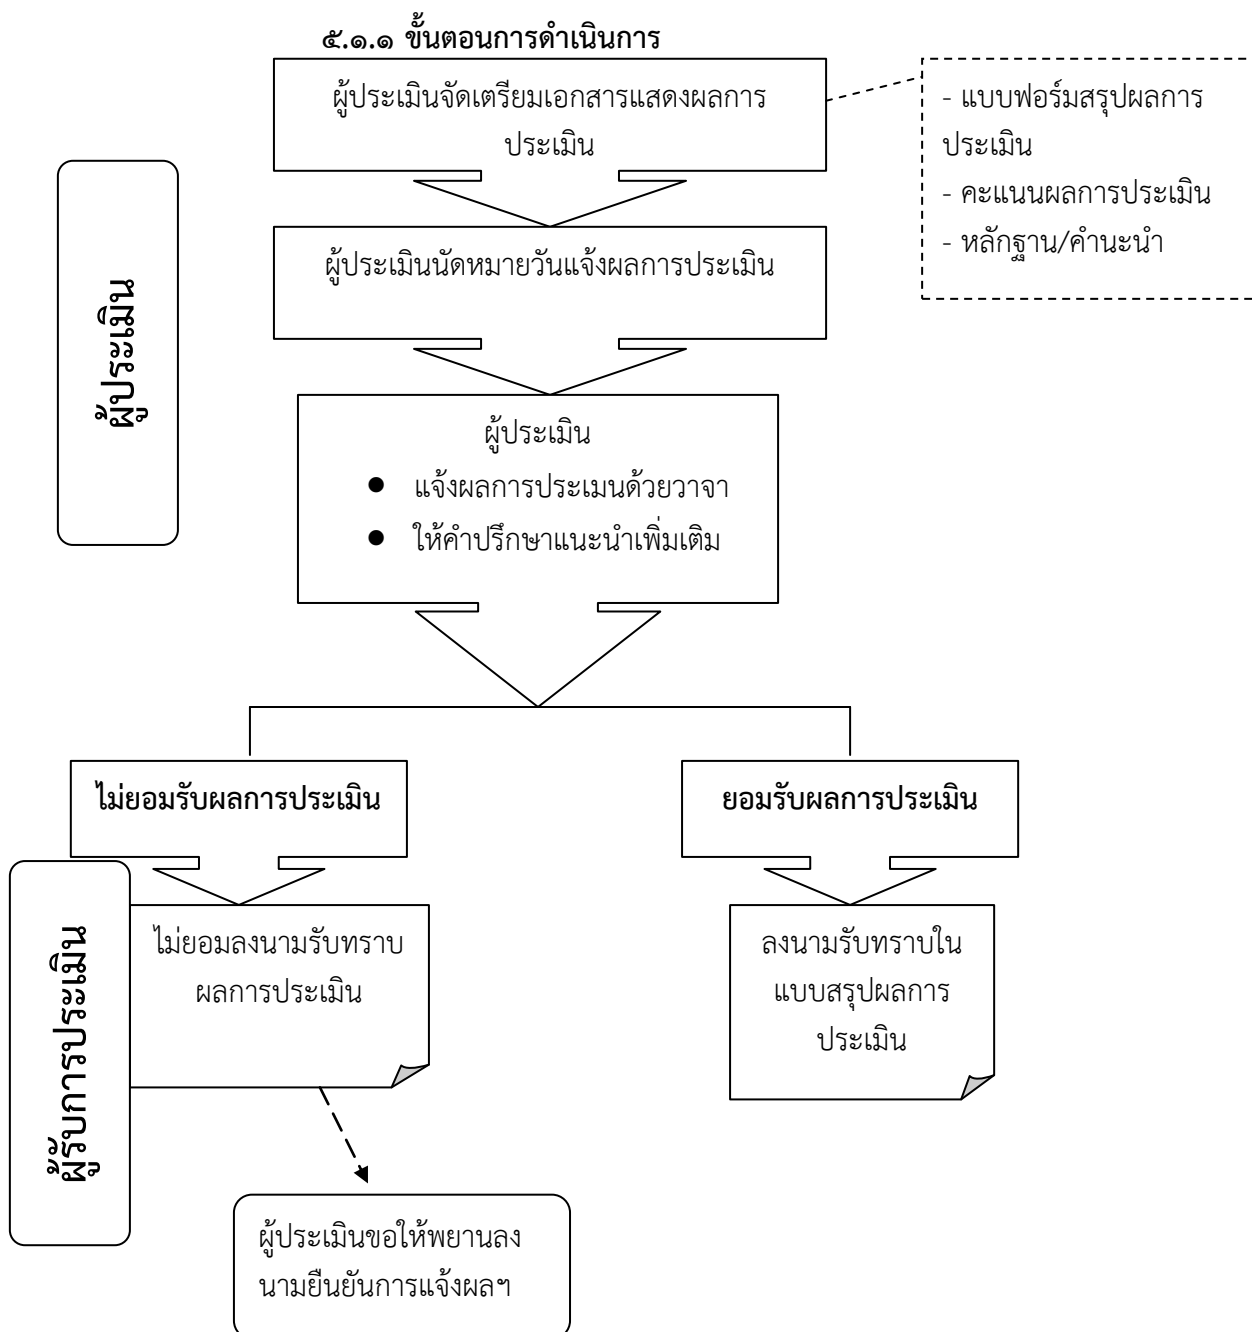 ๕.๑.๑ ขั้นตอนการดำเนินการ
ผู้ประเมินจัดเตรียมเอกสารแสดงผลการ
ประเมิน
- แบบฟอร์มสรุปผลการ
ประเมิน
- คะแนนผลการประเมิน
- หลักฐาน/คำนะนำ
ผู้ประเมินนัดหมายวันแจ้งผลการประเมิน
ผู้ประเมิน
ผู้ประเมิน
● แจ้งผลการประเมนด้วยวาจา
● ให้คำปรึกษาแนะนำเพิ่มเติม
ไม่ยอมรับผลการประเมิน
ยอมรับผลการประเมิน
ผู้รับการประเมิน
ไม่ยอมลงนามรับทราบ
ผลการประเมิน
ลงนามรับทราบใน
แบบสรุปผลการ
ประเมิน
ผู้ประเมินขอให้พยานลง
นามยืนยันการแจ้งผลฯ